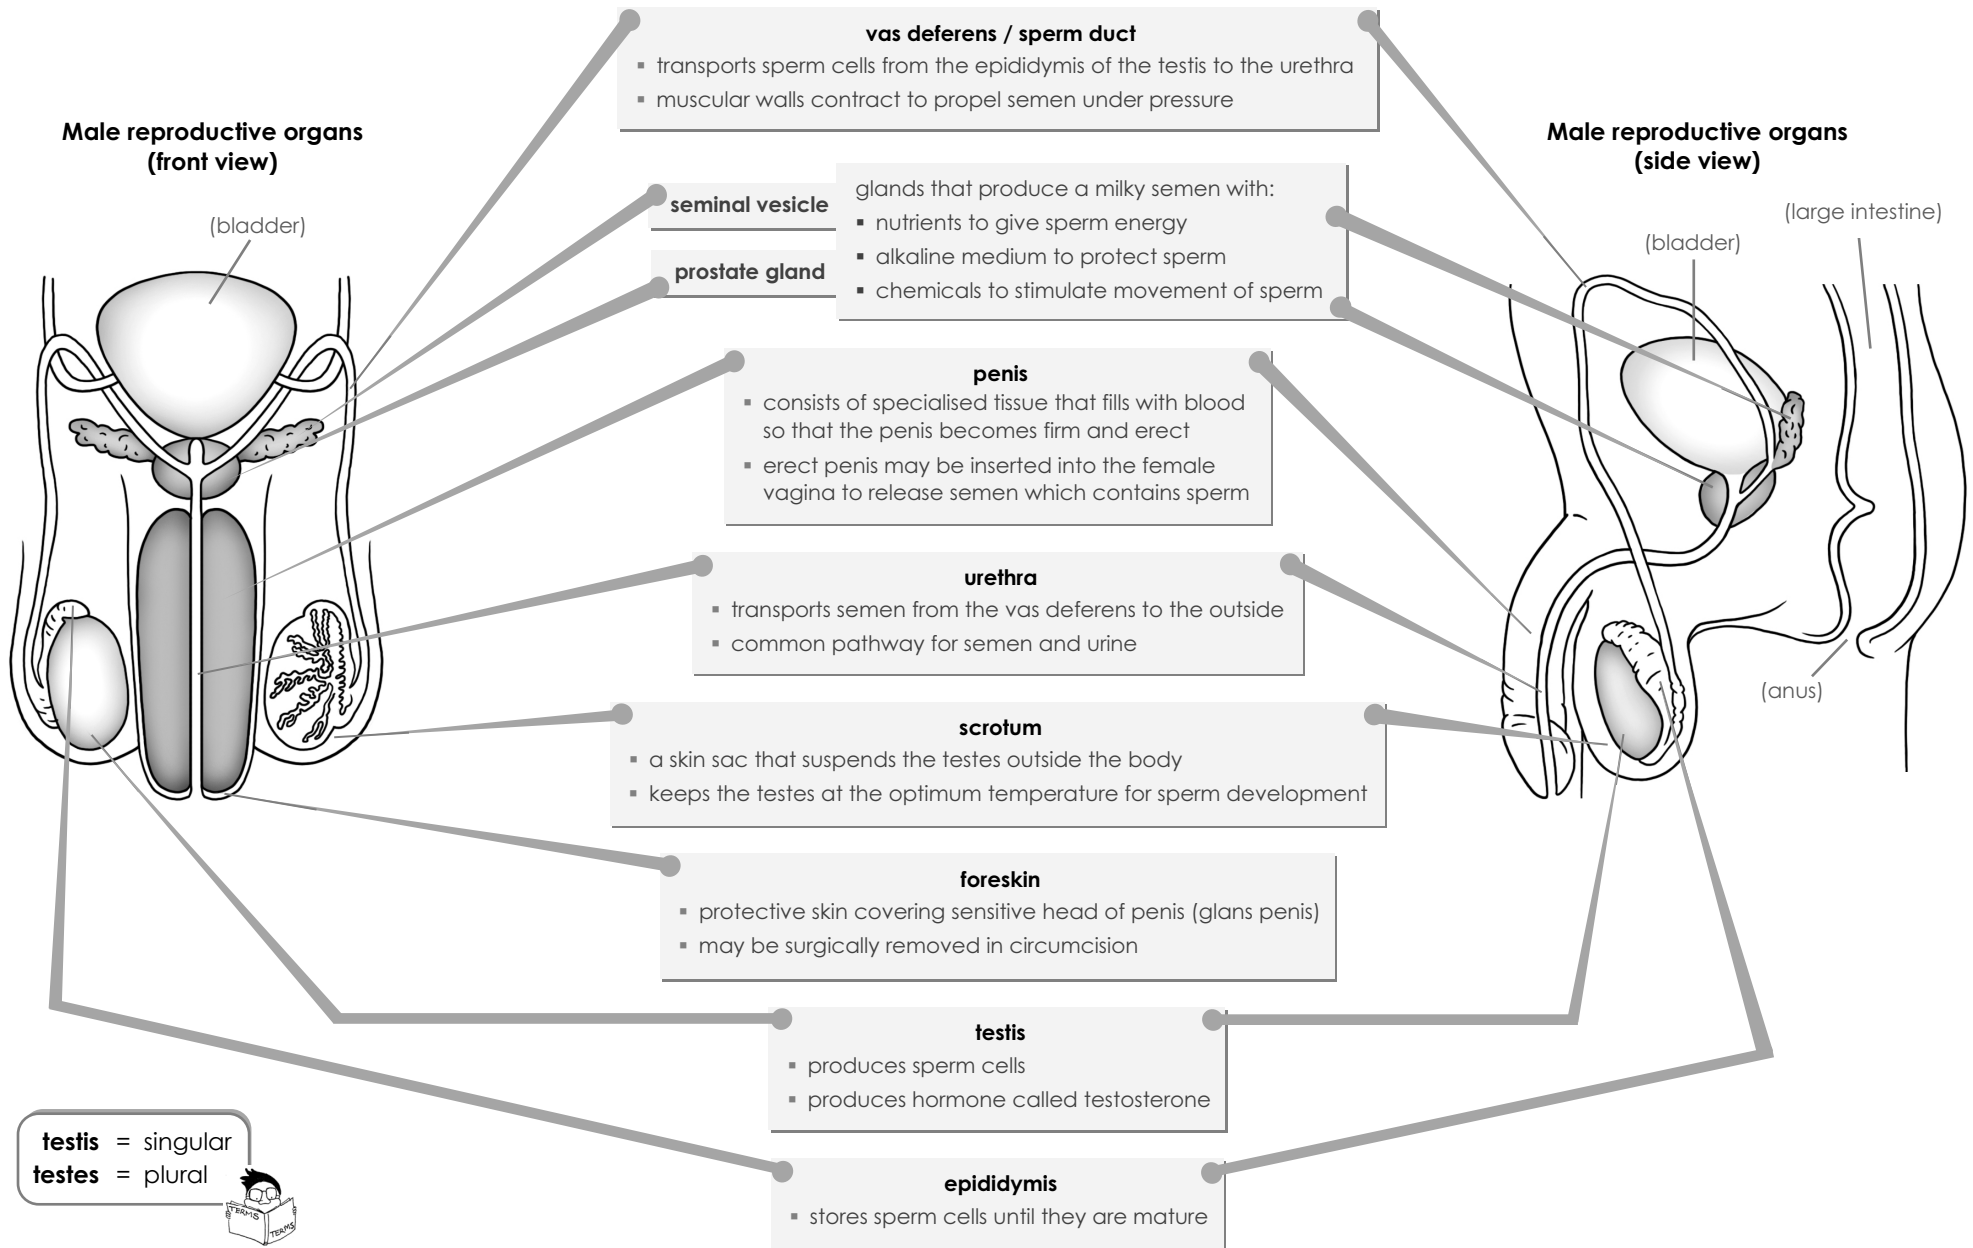 vas deferens / sperm duct
▪ transports sperm cells from the epididymis of the testis to the urethra
▪ muscular walls contract to propel semen under pressure
Male reproductive organs
(front view)
Male reproductive organs
(side view)
seminal vesicle
prostate gland
glands that produce a milky semen with:
▪ nutrients to give sperm energy
▪ alkaline medium to protect sperm
▪ chemicals to stimulate movement of sperm
(bladder)
(large intestine)
(bladder)
penis
▪ consists of specialised tissue that fills with blood
so that the penis becomes firm and erect
▪ erect penis may be inserted into the female
vagina to release semen which contains sperm
urethra
▪ transports semen from the vas deferens to the outside
▪ common pathway for semen and urine
(anus)
scrotum
▪ a skin sac that suspends the testes outside the body
▪ keeps the testes at the optimum temperature for sperm development
foreskin
▪ protective skin covering sensitive head of penis (glans penis)
▪ may be surgically removed in circumcision
testis
▪ produces sperm cells
▪ produces hormone called testosterone
testis = singular
testes = plural
TERMS
TERMS
epididymis
▪ stores sperm cells until they are mature